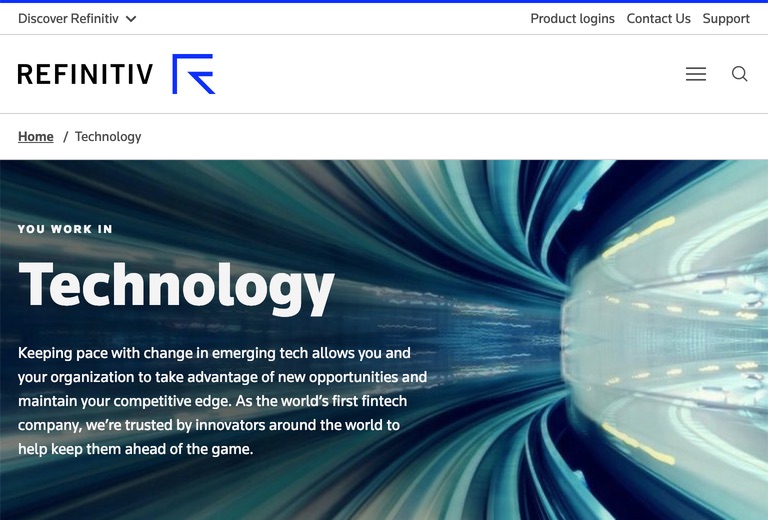 Discover Refinitiv
Product logins Contact Us Support
REFINITIV
Home / Technology
YOU WORK IN
Technology
Keeping pace with change in emerging tech allows you and
your organization to take advantage of new opportunities and
maintain your competitive edge. As the world’s first fintech
company, we’re trusted by innovators around the world to
help keep them ahead of the game.